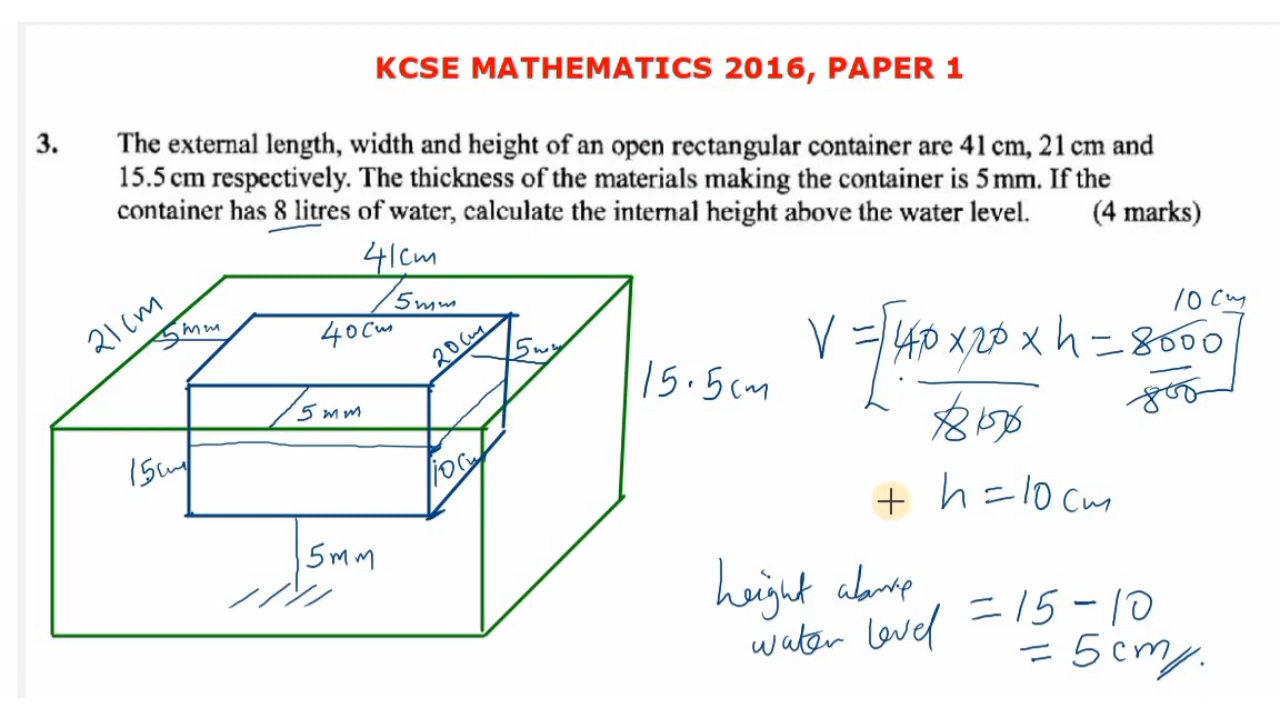 KCSE MATHEMATICS 2016, PAPER 1
3. The external length, width and height of an open rectangular container are 41 cm, 21 cm and
15.5 cm respectively. The thickness of the materials making the container is 5 mm. If the
container has 8 litres of water, calculate the internal height above the water level. (4 marks)
41cm
5mm
21cm
5mm
40cm
20cm
5mm
15.5cm
5mm
15cm
10cm
5mm
10cm
V = [40 × 20 × h = 8000]
800 800
h = 10 cm
height above
water level
= 15 - 10
= 5 cm